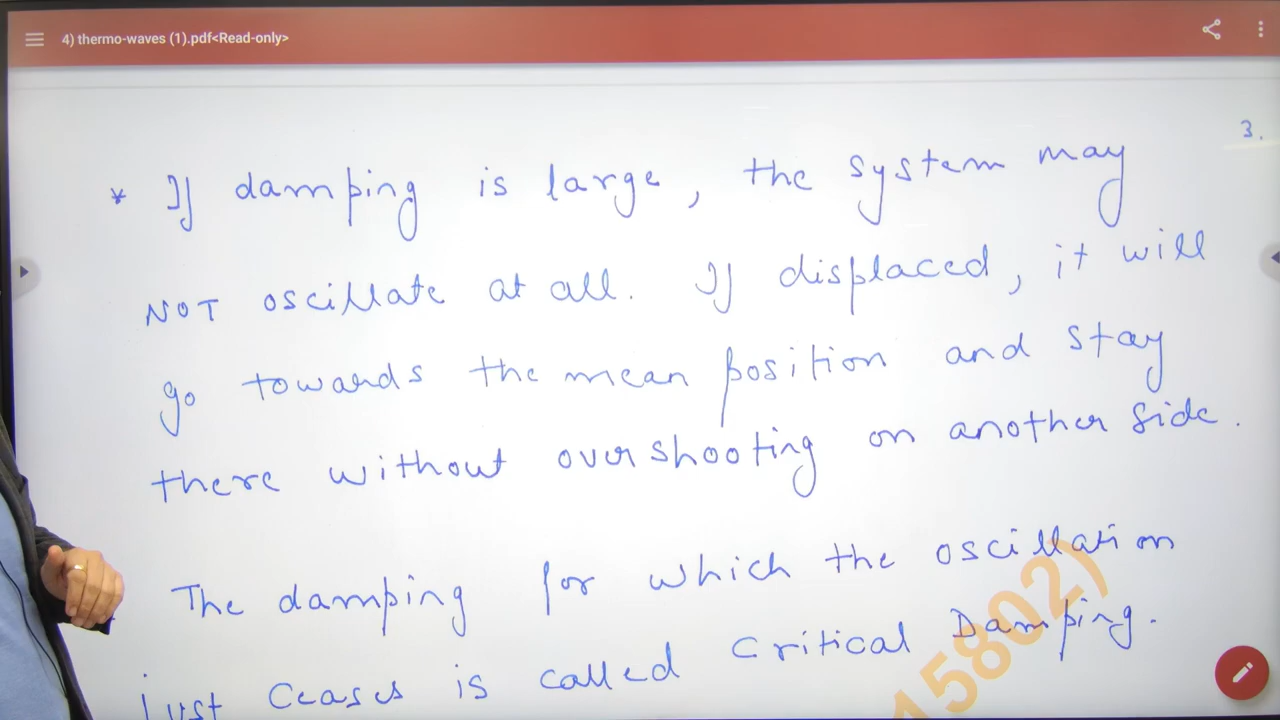 4) thermo-waves (1).pdf<Read-only>
3.
* If damping is large, the system may
NOT oscillate at all. If displaced, it will
go towards the mean position and stay
there without overshooting on another side.
The damping for which the oscillation
just ceases is called Critical Damping.
15802)